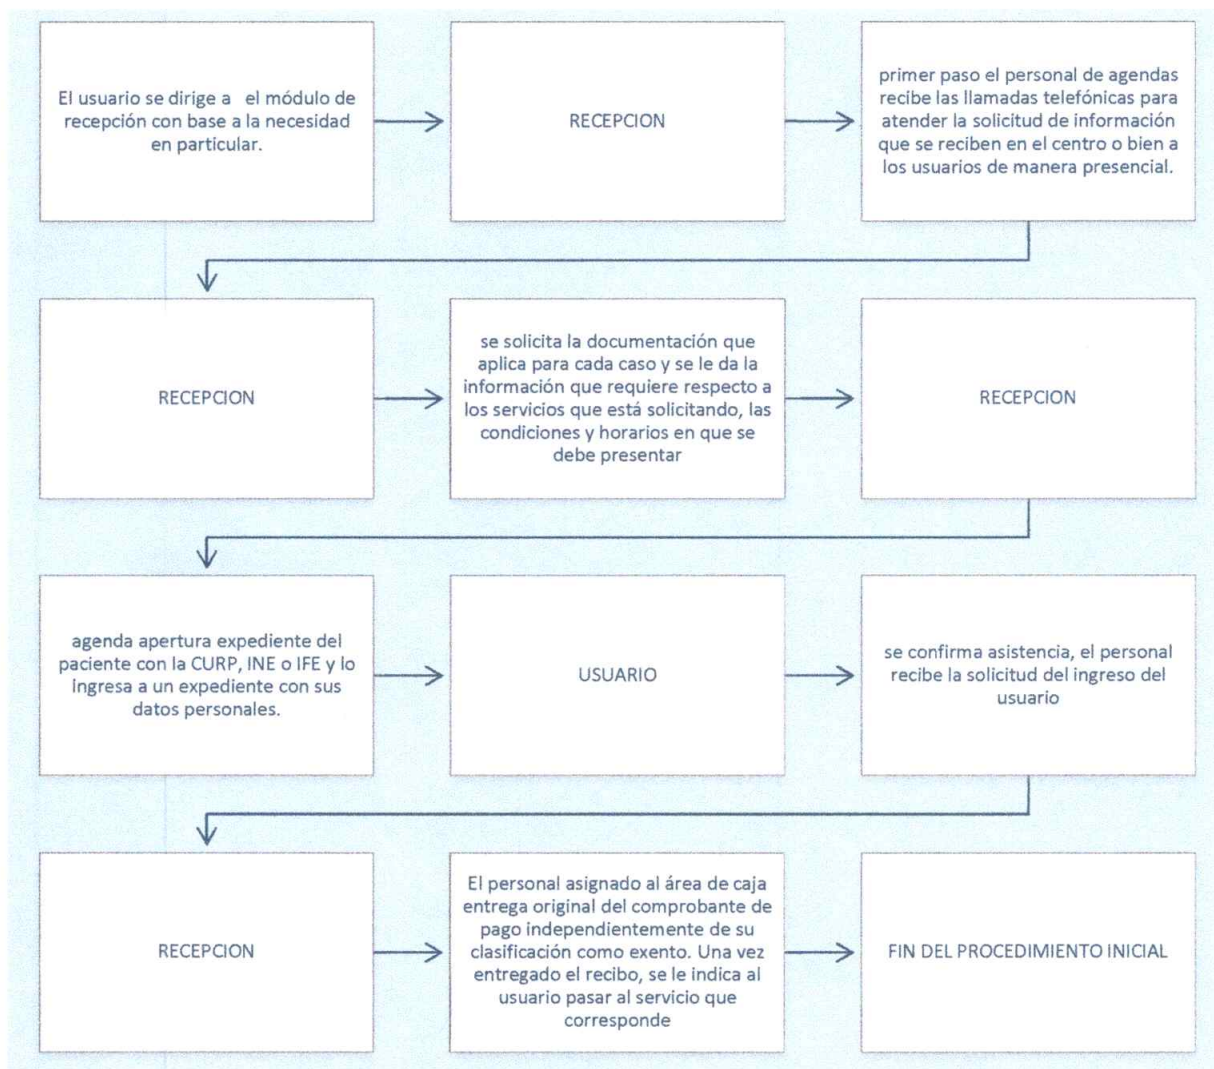 El usuario se dirige a el módulo de
recepción con base a la necesidad
en particular.
RECEPCION
primer paso el personal de agendas
recibe las llamadas telefónicas para
atender la solicitud de información
que se reciben en el centro o bien a
los usuarios de manera presencial.
RECEPCION
se solicita la documentación que
aplica para cada caso y se le da la
información que requiere respecto a
los servicios que está solicitando, las
condiciones y horarios en que se
debe presentar
RECEPCION
agenda apertura expediente del
paciente con la CURP, INE o IFE y lo
ingresa a un expediente con sus
datos personales.
USUARIO
se confirma asistencia, el personal
recibe la solicitud del ingreso del
usuario
RECEPCION
El personal asignado al área de caja
entrega original del comprobante de
pago independientemente de su
clasificación como exento. Una vez
entregado el recibo, se le indica al
usuario pasar al servicio que
corresponde
FIN DEL PROCEDIMIENTO INICIAL